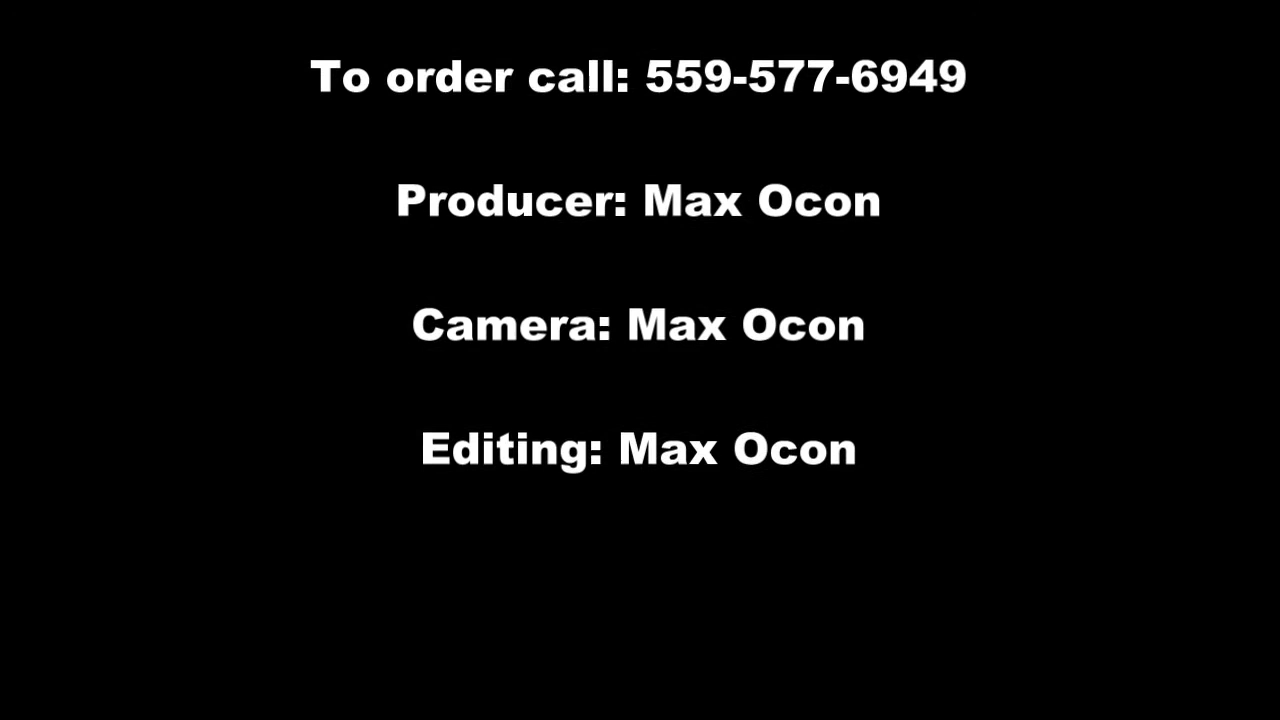 To order call: 559-577-6949
Producer: Max Ocon
Camera: Max Ocon
Editing: Max Ocon